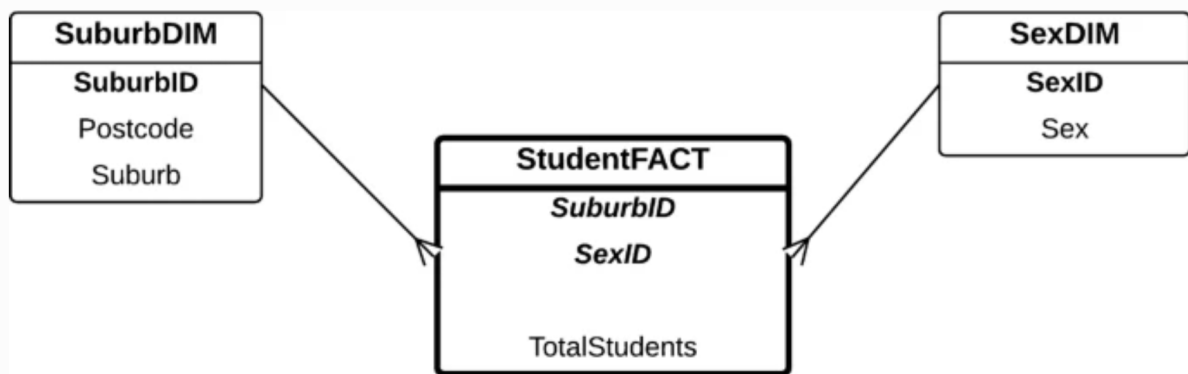 SuburbDIM
SuburbID
Postcode
Suburb
StudentFACT
SuburbID
SexID
TotalStudents
SexDIM
SexID
Sex